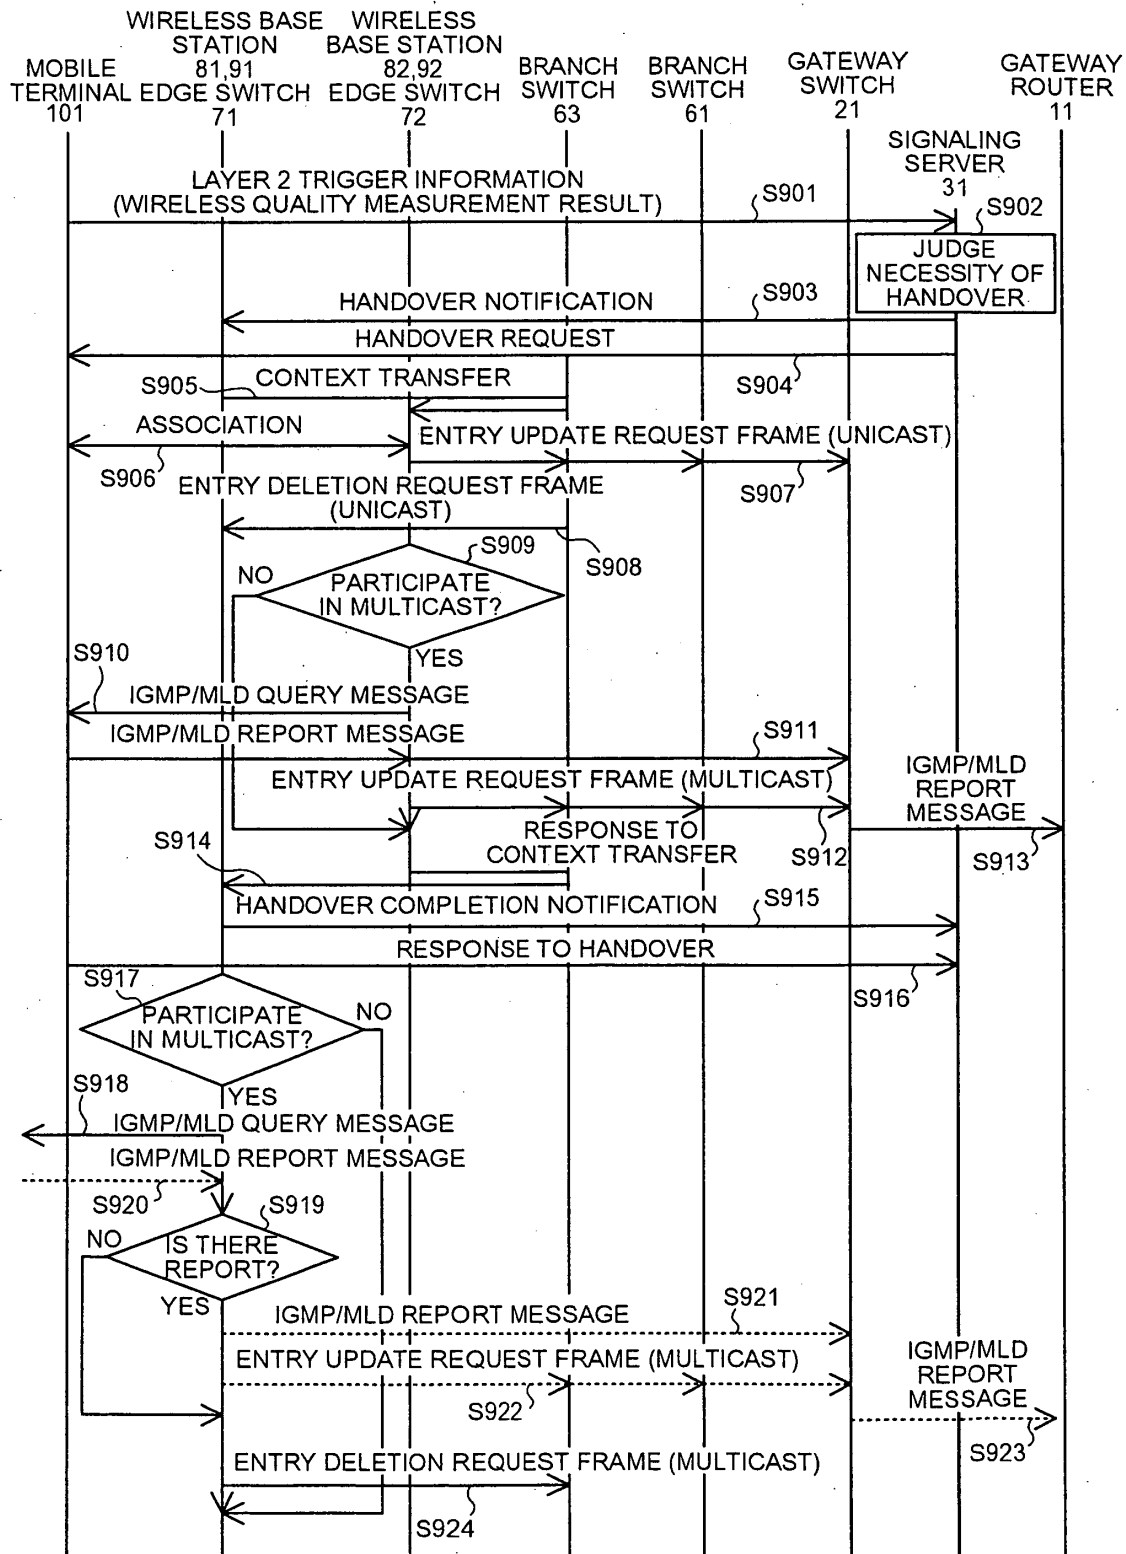 WIRELESS BASE
STATION
81,91
EDGE SWITCH
71
WIRELESS
BASE STATION
82,92
EDGE SWITCH
72
MOBILE
TERMINAL
101
BRANCH
SWITCH
63
BRANCH
SWITCH
61
GATEWAY
SWITCH
21
GATEWAY
ROUTER
11
SIGNALING
SERVER
31
LAYER 2 TRIGGER INFORMATION
(WIRELESS QUALITY MEASUREMENT RESULT)
S901
S902
JUDGE
NECESSITY OF
HANDOVER
HANDOVER NOTIFICATION
S903
HANDOVER REQUEST
S904
S905
CONTEXT TRANSFER
ASSOCIATION
S906
ENTRY UPDATE REQUEST FRAME (UNICAST)
S907
ENTRY DELETION REQUEST FRAME
(UNICAST)
S908
S909
NO
PARTICIPATE
IN MULTICAST?
YES
S910
IGMP/MLD QUERY MESSAGE
IGMP/MLD REPORT MESSAGE
S911
ENTRY UPDATE REQUEST FRAME (MULTICAST)
S912
IGMP/MLD
REPORT
MESSAGE
S913
RESPONSE TO
CONTEXT TRANSFER
S914
HANDOVER COMPLETION NOTIFICATION
S915
RESPONSE TO HANDOVER
S916
S917
PARTICIPATE
IN MULTICAST?
NO
YES
S918
IGMP/MLD QUERY MESSAGE
IGMP/MLD REPORT MESSAGE
S920
S919
NO
IS THERE
REPORT?
YES
IGMP/MLD REPORT MESSAGE
S921
ENTRY UPDATE REQUEST FRAME (MULTICAST)
S922
IGMP/MLD
REPORT
MESSAGE
S923
ENTRY DELETION REQUEST FRAME (MULTICAST)
S924